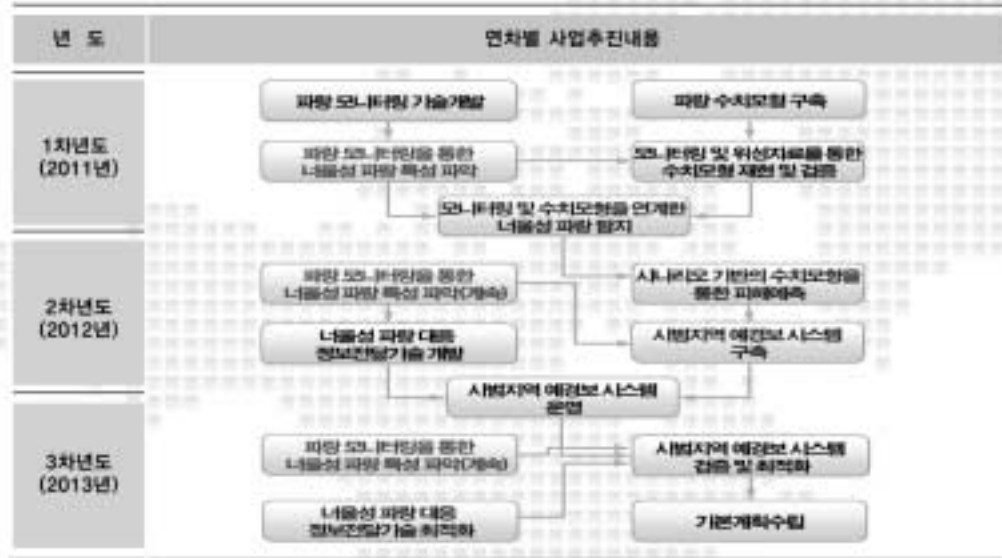 년 도
연차별 사업추진내용
1차년도
(2011년)
파랑 모니터링 기술개발
파랑 수치모형 구축
파랑 모니터링을 통한
너울성 파랑 특성 파악
모니터링 및 위성자료를 통한
수치모형 재현 및 검증
모니터링 및 수치모형을 연계한
너울성 파랑 탐지
2차년도
(2012년)
파랑 모니터링을 통한
너울성 파랑 특성 파악(계속)
시나리오 기반의 수치모형을
통한 피해예측
너울성 파랑 대응
정보전달기술 개발
시범지역 예경보 시스템
구축
시범지역 예경보 시스템
운영
3차년도
(2013년)
파랑 모니터링을 통한
너울성 파랑 특성 파악(계속)
시범지역 예경보 시스템
검증 및 최적화
너울성 파랑 대응
정보전달기술 최적화
기본계획수립